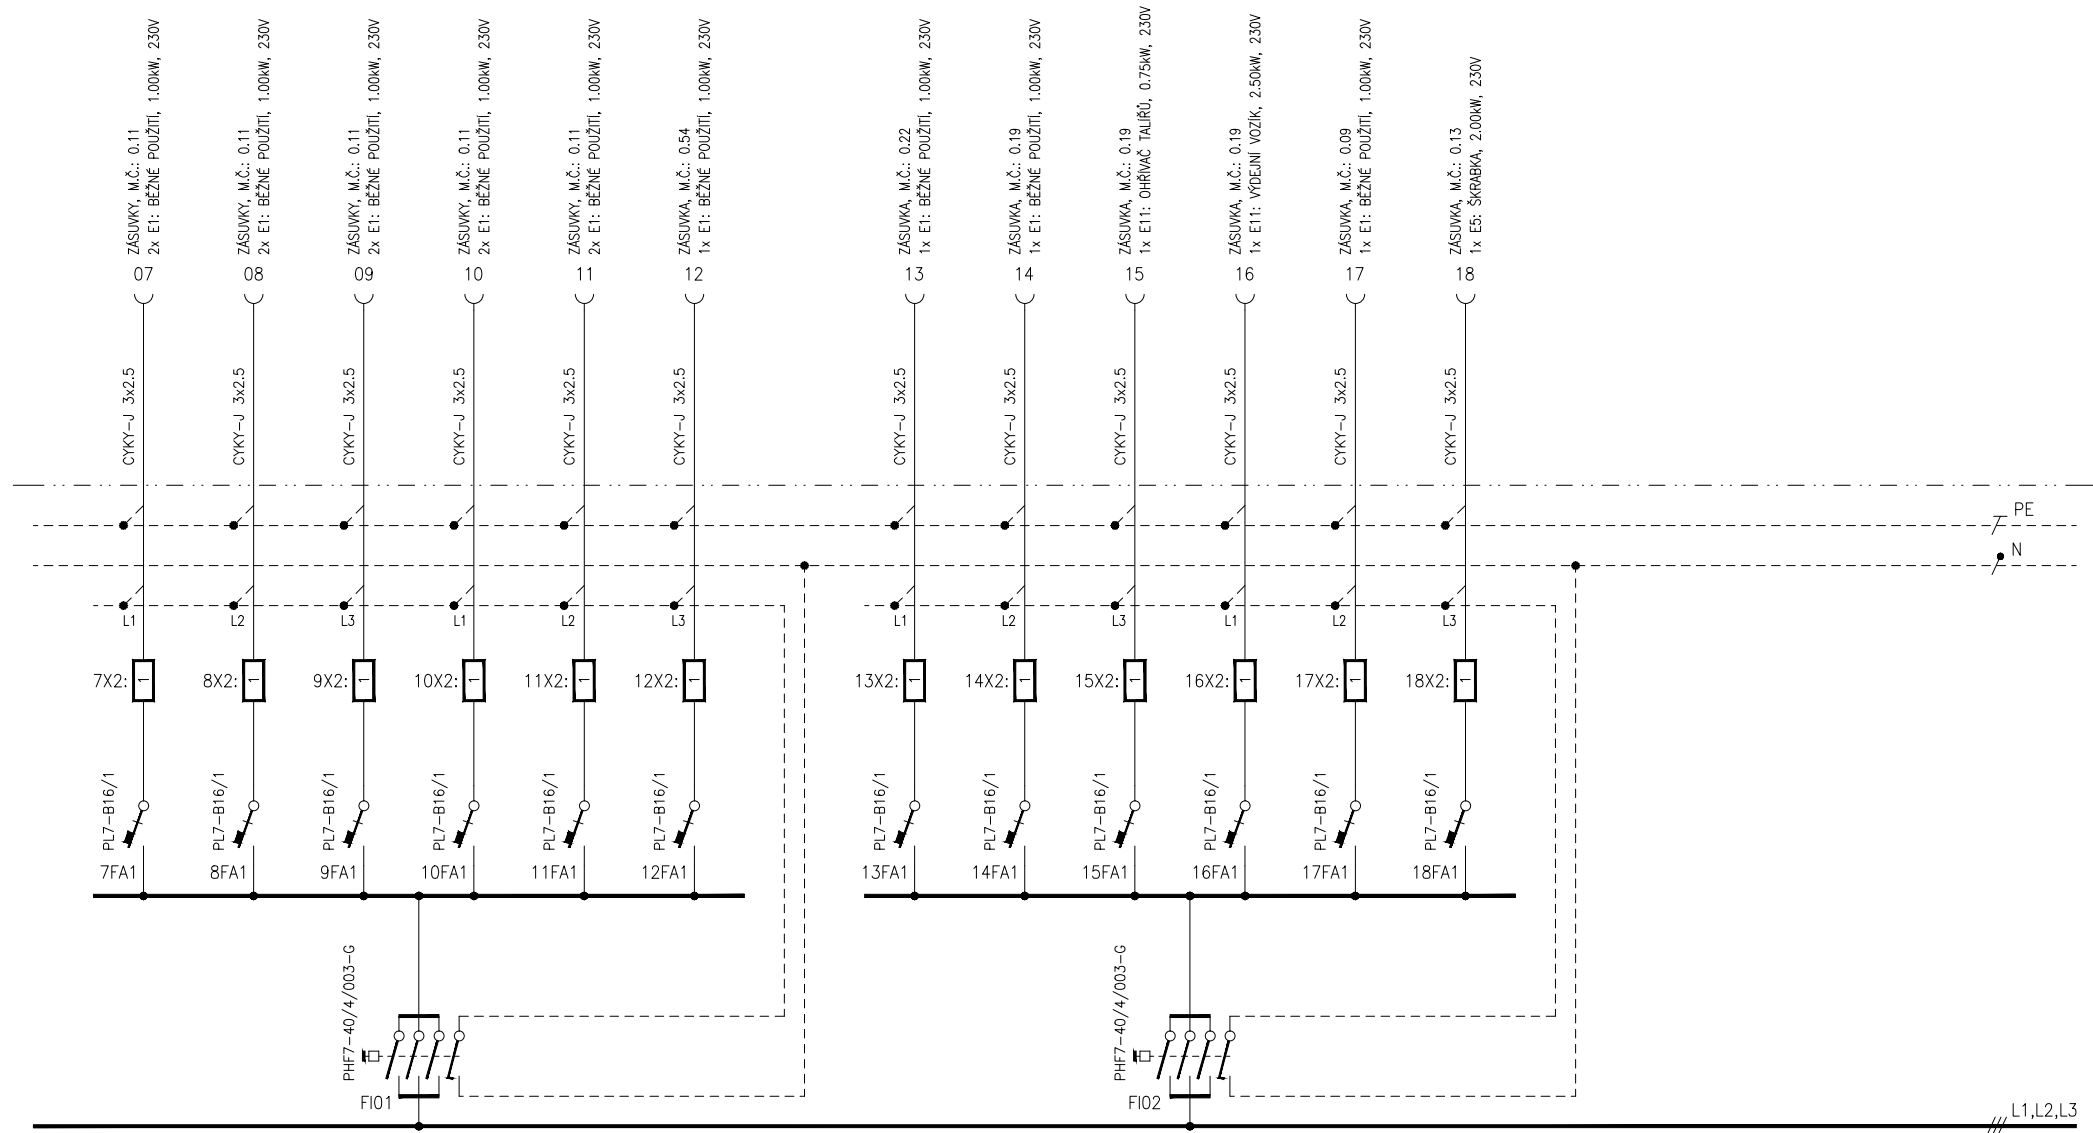 ZÁSUVKY, M.Č.: 0.11
2x E1: BĚŽNÉ POUŽITÍ, 1.00kW, 230V
ZÁSUVKY, M.Č.: 0.11
2x E1: BĚŽNÉ POUŽITÍ, 1.00kW, 230V
ZÁSUVKY, M.Č.: 0.11
2x E1: BĚŽNÉ POUŽITÍ, 1.00kW, 230V
ZÁSUVKY, M.Č.: 0.11
2x E1: BĚŽNÉ POUŽITÍ, 1.00kW, 230V
ZÁSUVKY, M.Č.: 0.11
2x E1: BĚŽNÉ POUŽITÍ, 1.00kW, 230V
ZÁSUVKA, M.Č.: 0.54
1x E1: BĚŽNÉ POUŽITÍ, 1.00kW, 230V
ZÁSUVKA, M.Č.: 0.22
1x E1: BĚŽNÉ POUŽITÍ, 1.00kW, 230V
ZÁSUVKA, M.Č.: 0.19
1x E1: BĚŽNÉ POUŽITÍ, 1.00kW, 230V
ZÁSUVKA, M.Č.: 0.19
1x E11: OHŘÍVAČ TALÍŘŮ, 0.75kW, 230V
ZÁSUVKA, M.Č.: 0.19
1x E11: VÝDEJNÍ VOZÍK, 2.50kW, 230V
ZÁSUVKA, M.Č.: 0.09
1x E1: BĚŽNÉ POUŽITÍ, 1.00kW, 230V
ZÁSUVKA, M.Č.: 0.13
1x E5: ŠKRABKA, 2.00kW, 230V
07
08
09
10
11
12
13
14
15
16
17
18
CYKY-J 3x2.5
CYKY-J 3x2.5
CYKY-J 3x2.5
CYKY-J 3x2.5
CYKY-J 3x2.5
CYKY-J 3x2.5
CYKY-J 3x2.5
CYKY-J 3x2.5
CYKY-J 3x2.5
CYKY-J 3x2.5
CYKY-J 3x2.5
CYKY-J 3x2.5
PE
N
L1
L2
L3
L1
L2
L3
L1
L2
L3
L1
L2
L3
7X2: 1
8X2: 1
9X2: 1
10X2: 1
11X2: 1
12X2: 1
13X2: 1
14X2: 1
15X2: 1
16X2: 1
17X2: 1
18X2: 1
PL7-B16/1
PL7-B16/1
PL7-B16/1
PL7-B16/1
PL7-B16/1
PL7-B16/1
PL7-B16/1
PL7-B16/1
PL7-B16/1
PL7-B16/1
PL7-B16/1
PL7-B16/1
7FA1
8FA1
9FA1
10FA1
11FA1
12FA1
13FA1
14FA1
15FA1
16FA1
17FA1
18FA1
PHF7-40/4/003-G
PHF7-40/4/003-G
FI01
FI02
L1,L2,L3